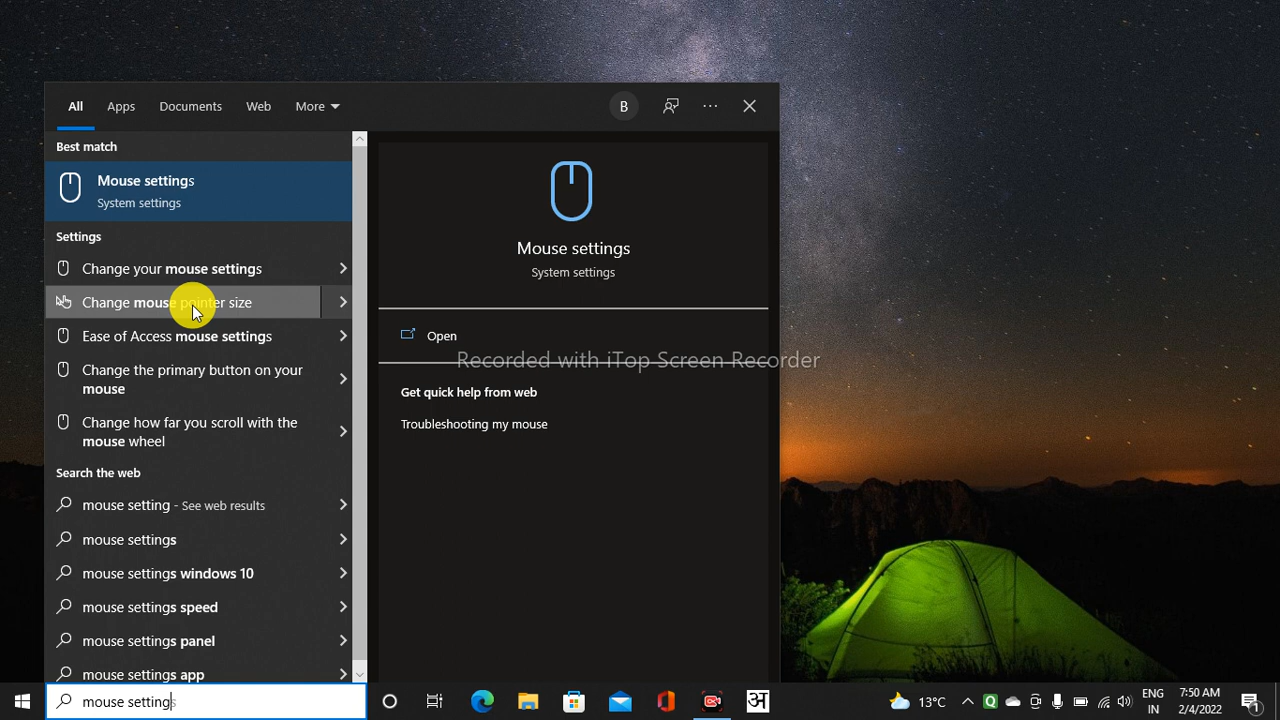 All Apps Documents Web More B
Best match
Mouse settings
System settings
Settings
Change your mouse settings
Change mouse pointer size
Ease of Access mouse settings
Change the primary button on your
mouse
Change how far you scroll with the
mouse wheel
Search the web
mouse setting - See web results
mouse settings
mouse settings windows 10
mouse settings speed
mouse settings panel
mouse settings app
Mouse settings
System settings
Open
Recorded with iTop Screen Recorder
Get quick help from web
Troubleshooting my mouse
mouse settings
अ
13°C
ENG
IN
7:50 AM
2/4/2022
1